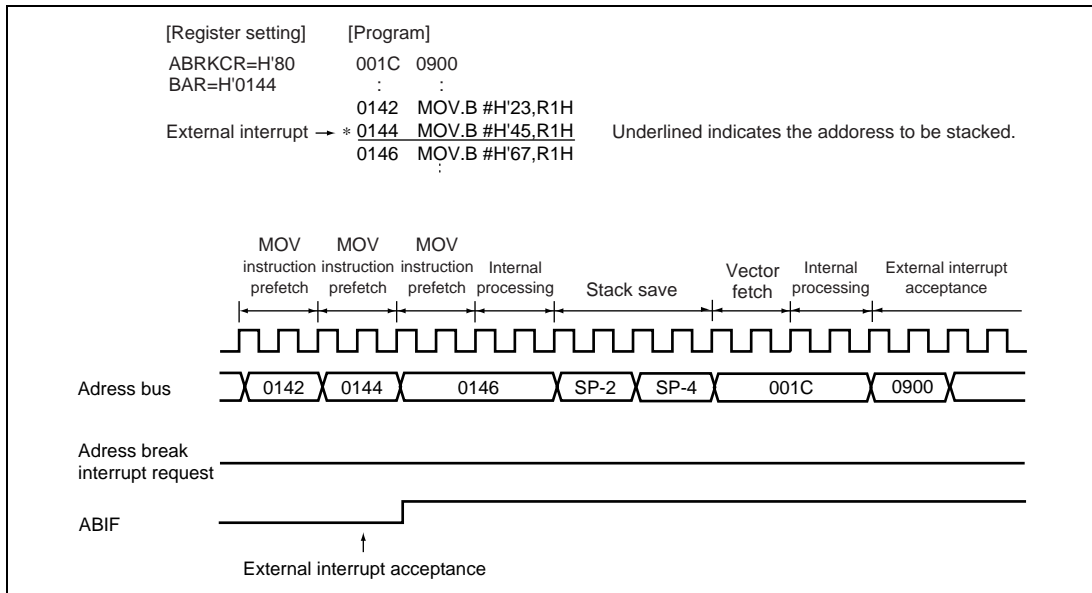 [Register setting] [Program]
ABRKCR=H'80 001C 0900
BAR=H'0144 : :
0142 MOV.B #H'23,R1H
External interrupt → * 0144 MOV.B #H'45,R1H Underlined indicates the addoress to be stacked.
0146 MOV.B #H'67,R1H
:
MOV MOV MOV
instruction instruction instruction Internal Vector Internal External interrupt
prefetch prefetch prefetch processing Stack save fetch processing acceptance
Adress bus 0142 0144 0146 SP-2 SP-4 001C 0900
Adress break
interrupt request
ABIF
External interrupt acceptance